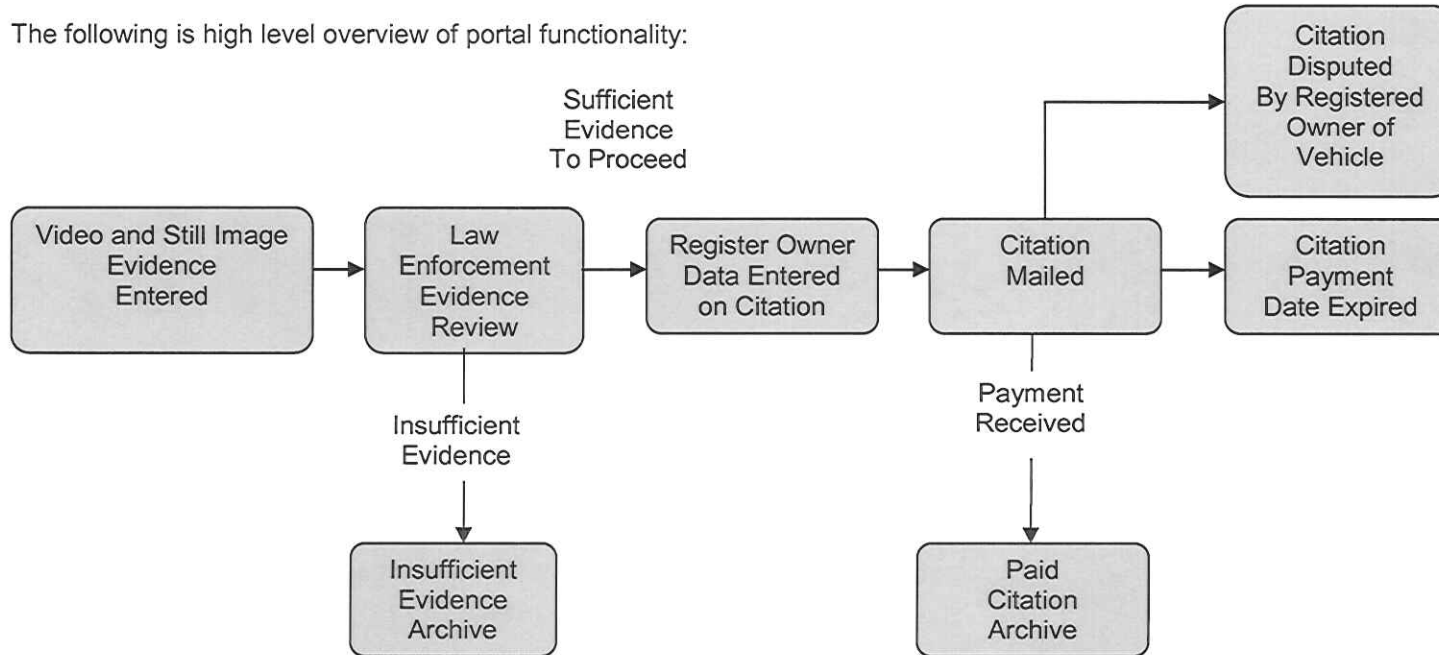 The following is high level overview of portal functionality:
Sufficient
Evidence
To Proceed
Citation
Disputed
By Registered
Owner of
Vehicle
Video and Still Image
Evidence
Entered
Law
Enforcement
Evidence
Review
Register Owner
Data Entered
on Citation
Citation
Mailed
Citation
Payment
Date Expired
Insufficient
Evidence
Payment
Received
Insufficient
Evidence
Archive
Paid
Citation
Archive